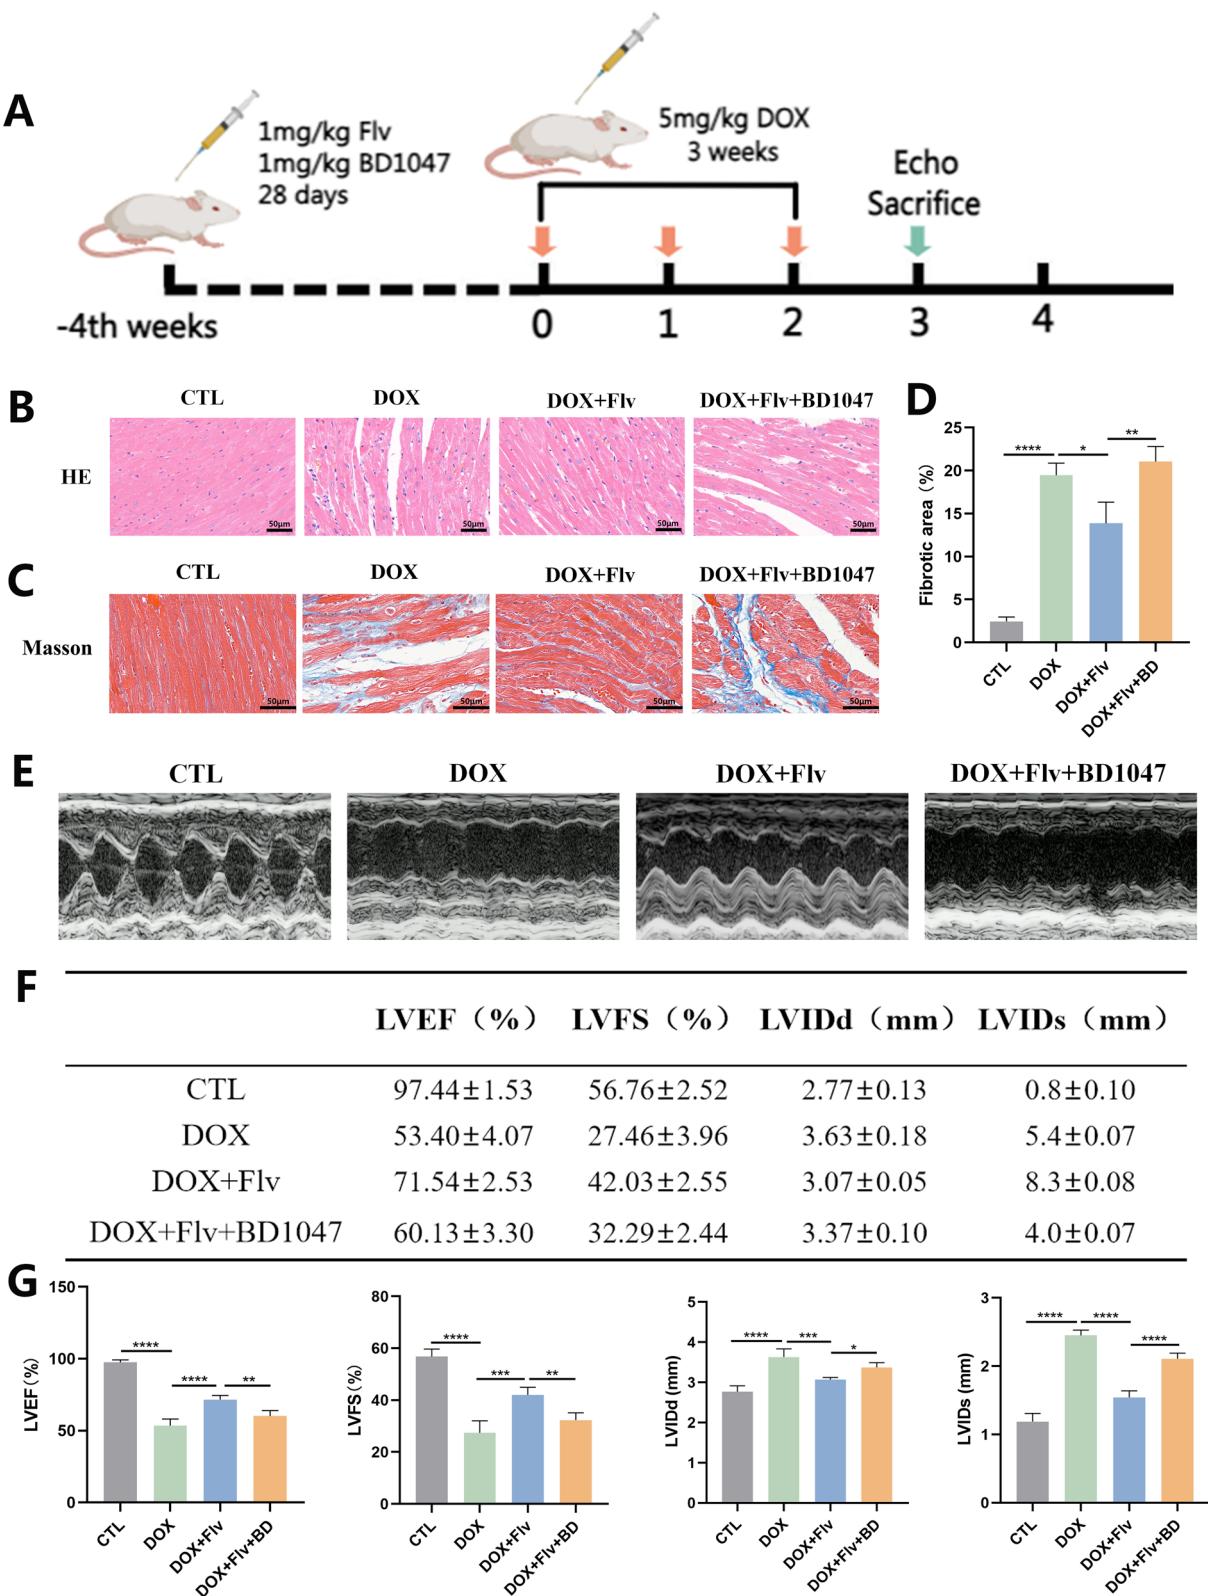 A
1mg/kg Flv
1mg/kg BD1047
28 days
5mg/kg DOX
3 weeks
Echo
Sacrifice
-4th weeks
0
1
2
3
4
B
CTL
DOX
DOX+Flv
DOX+Flv+BD1047
HE
50μm
50μm
50μm
50μm
C
CTL
DOX
DOX+Flv
DOX+Flv+BD1047
Masson
50μm
50μm
50μm
50μm
D
Fibrotic area（%）
25
20
15
10
5
0
****
*
**
CTL
DOX
DOX+Flv
DOX+Flv+BD
E
CTL
DOX
DOX+Flv
DOX+Flv+BD1047
F
LVEF（%） LVFS（%） LVIDd（mm） LVIDs（mm）
CTL 97.44±1.53 56.76±2.52 2.77±0.13 0.8±0.10
DOX 53.40±4.07 27.46±3.96 3.63±0.18 5.4±0.07
DOX+Flv 71.54±2.53 42.03±2.55 3.07±0.05 8.3±0.08
DOX+Flv+BD1047 60.13±3.30 32.29±2.44 3.37±0.10 4.0±0.07
G
LVEF(%)
150
100
50
0
****
****
**
CTL
DOX
DOX+Flv
DOX+Flv+BD
LVFS(%)
80
60
40
20
0
****
***
**
CTL
DOX
DOX+Flv
DOX+Flv+BD
LVIDd (mm)
5
4
3
2
1
0
****
***
*
CTL
DOX
DOX+Flv
DOX+Flv+BD
LVIDs (mm)
3
2
1
0
****
****
****
CTL
DOX
DOX+Flv
DOX+Flv+BD